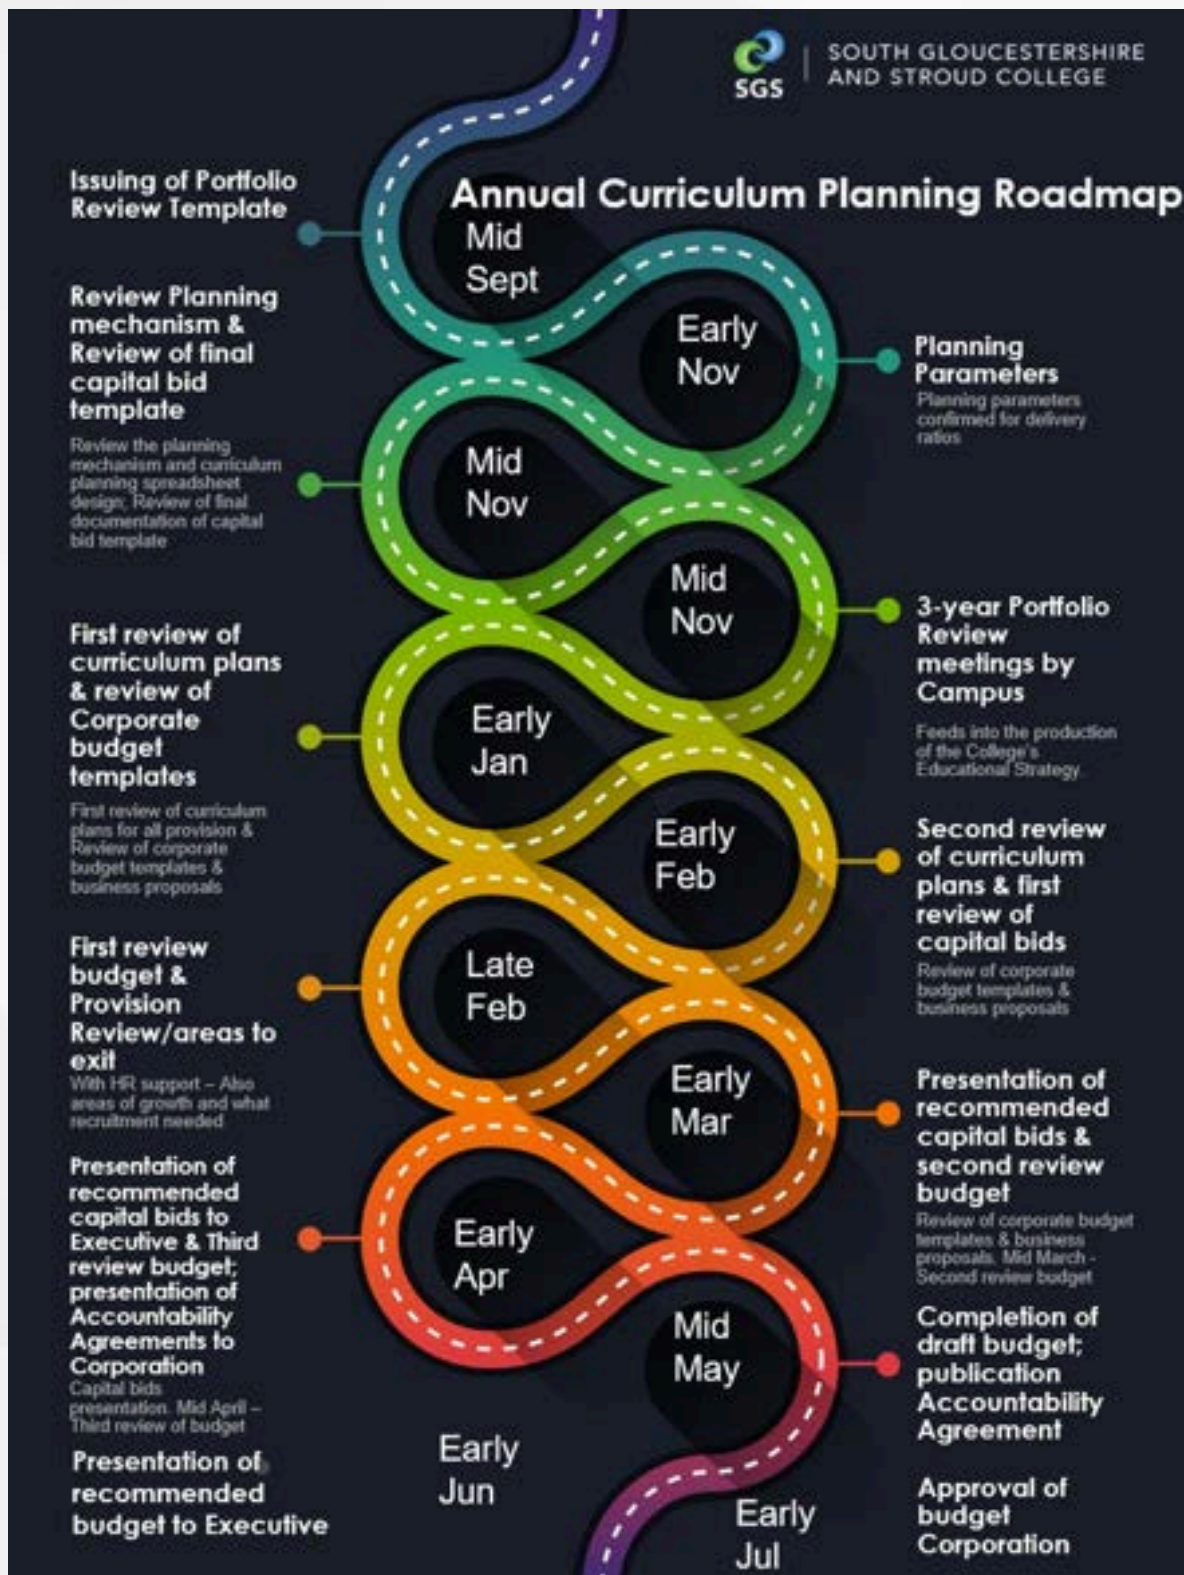 SGS
SOUTH GLOUCESTERSHIRE
AND STROUD COLLEGE
Annual Curriculum Planning Roadmap
Issuing of Portfolio
Review Template
Mid
Sept
Early
Nov
Planning
Parameters
Planning parameters
confirmed for delivery
ratios
Review Planning
mechanism &
Review of final
capital bid
template
Review the planning
mechanism and curriculum
planning spreadsheet
design; Review of final
documentation of capital
bid template
Mid
Nov
Mid
Nov
3-year Portfolio
Review
meetings by
Campus
Feeds into the production
of the College's
Educational Strategy.
First review of
curriculum plans
& review of
Corporate
budget
templates
First review of curriculum
plans for all provision &
Review of corporate
budget templates &
business proposals
Early
Jan
Early
Feb
Second review
of curriculum
plans & first
review of
capital bids
Review of corporate
budget templates &
business proposals
First review
budget &
Provision
Review/areas to
exit
With HR support – Also
areas of growth and what
recruitment needed
Late
Feb
Early
Mar
Presentation of
recommended
capital bids &
second review
budget
Review of corporate budget
templates & business
proposals. Mid March -
Second review budget
Presentation of
recommended
capital bids to
Executive & Third
review budget;
presentation of
Accountability
Agreements to
Corporation
Capital bids
presentation. Mid April –
Third review of budget
Early
Apr
Mid
May
Completion of
draft budget;
publication
Accountability
Agreement
Presentation of
recommended
budget to Executive
Early
Jun
Early
Jul
Approval of
budget
Corporation